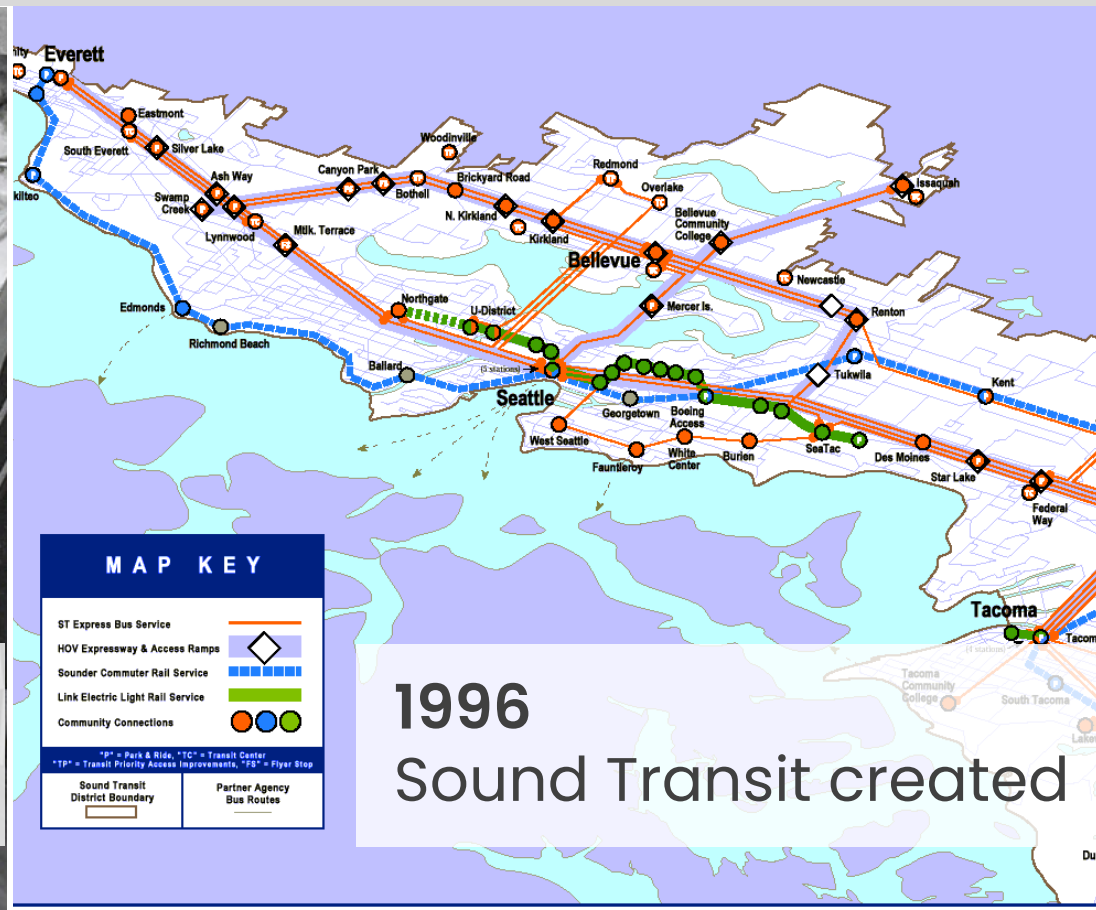 Everett
Eastmont
South Everett
Silver Lake
Woodinville
Ash Way
Canyon Park
Bothell
Brickyard Road
Redmond
Overlake
Issaquah
Swamp
Creek
N. Kirkland
Kirkland
Bellevue
Community
College
Lynnwood
Mtlk. Terrace
Bellevue
Newcastle
Edmonds
Northgate
U-District
Mercer Is.
Renton
Richmond Beach
Ballard
(5 stations)
Tukwila
Kent
Seattle
Georgetown
Boeing
Access
West Seattle
Fauntleroy
White
Center
Burien
SeaTac
Des Moines
Star Lake
Federal
Way
Tacoma
(4 stations)
Tacoma
Community
College
South Tacoma
MAP KEY
ST Express Bus Service
HOV Expressway & Access Ramps
Sounder Commuter Rail Service
Link Electric Light Rail Service
Community Connections
"P" = Park & Ride, "TC" = Transit Center
"TP" = Transit Priority Access Improvements, "FS" = Flyer Stop
Sound Transit
District Boundary
Partner Agency
Bus Routes
1996
Sound Transit created